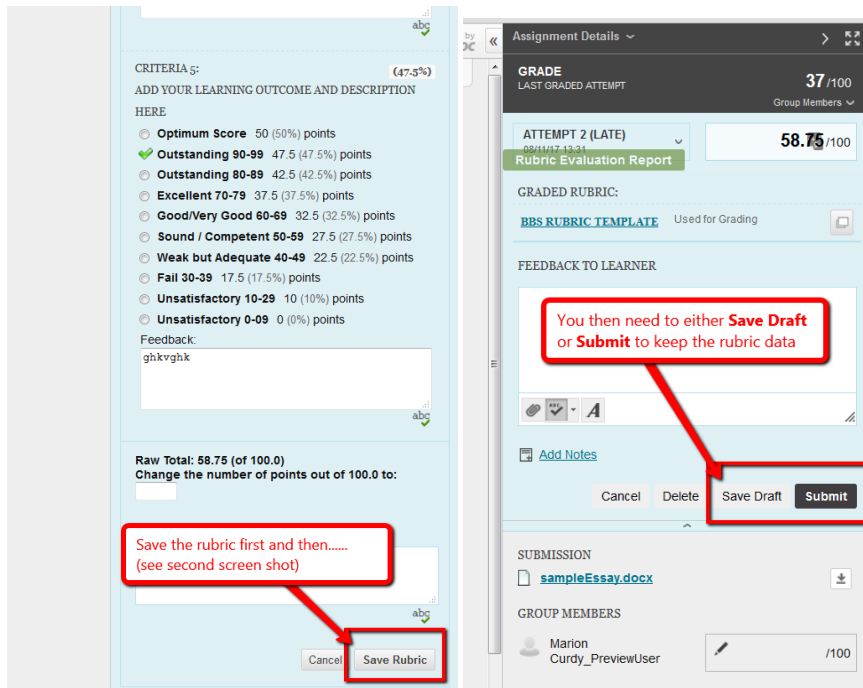 abc
CRITERIA 5:
(47.5%)
ADD YOUR LEARNING OUTCOME AND DESCRIPTION
HERE
Optimum Score 50 (50%) points
Outstanding 90-99 47.5 (47.5%) points
Outstanding 80-89 42.5 (42.5%) points
Excellent 70-79 37.5 (37.5%) points
Good/Very Good 60-69 32.5 (32.5%) points
Sound / Competent 50-59 27.5 (27.5%) points
Weak but Adequate 40-49 22.5 (22.5%) points
Fail 30-39 17.5 (17.5%) points
Unsatisfactory 10-29 10 (10%) points
Unsatisfactory 0-09 0 (0%) points
Feedback:
ghkvghk
abc
Raw Total: 58.75 (of 100.0)
Change the number of points out of 100.0 to:
Save the rubric first and then......
(see second screen shot)
abc
Cancel Save Rubric
by
Assignment Details
GRADE
LAST GRADED ATTEMPT
37/100
Group Members
ATTEMPT 2 (LATE)
08/11/17 13:31
58.75/100
Rubric Evaluation Report
GRADED RUBRIC:
BBS RUBRIC TEMPLATE Used for Grading
FEEDBACK TO LEARNER
You then need to either Save Draft
or Submit to keep the rubric data
ABC
A
Add Notes
Cancel Delete Save Draft Submit
SUBMISSION
sampleEssay.docx
GROUP MEMBERS
Marion
Curdy_PreviewUser
/100